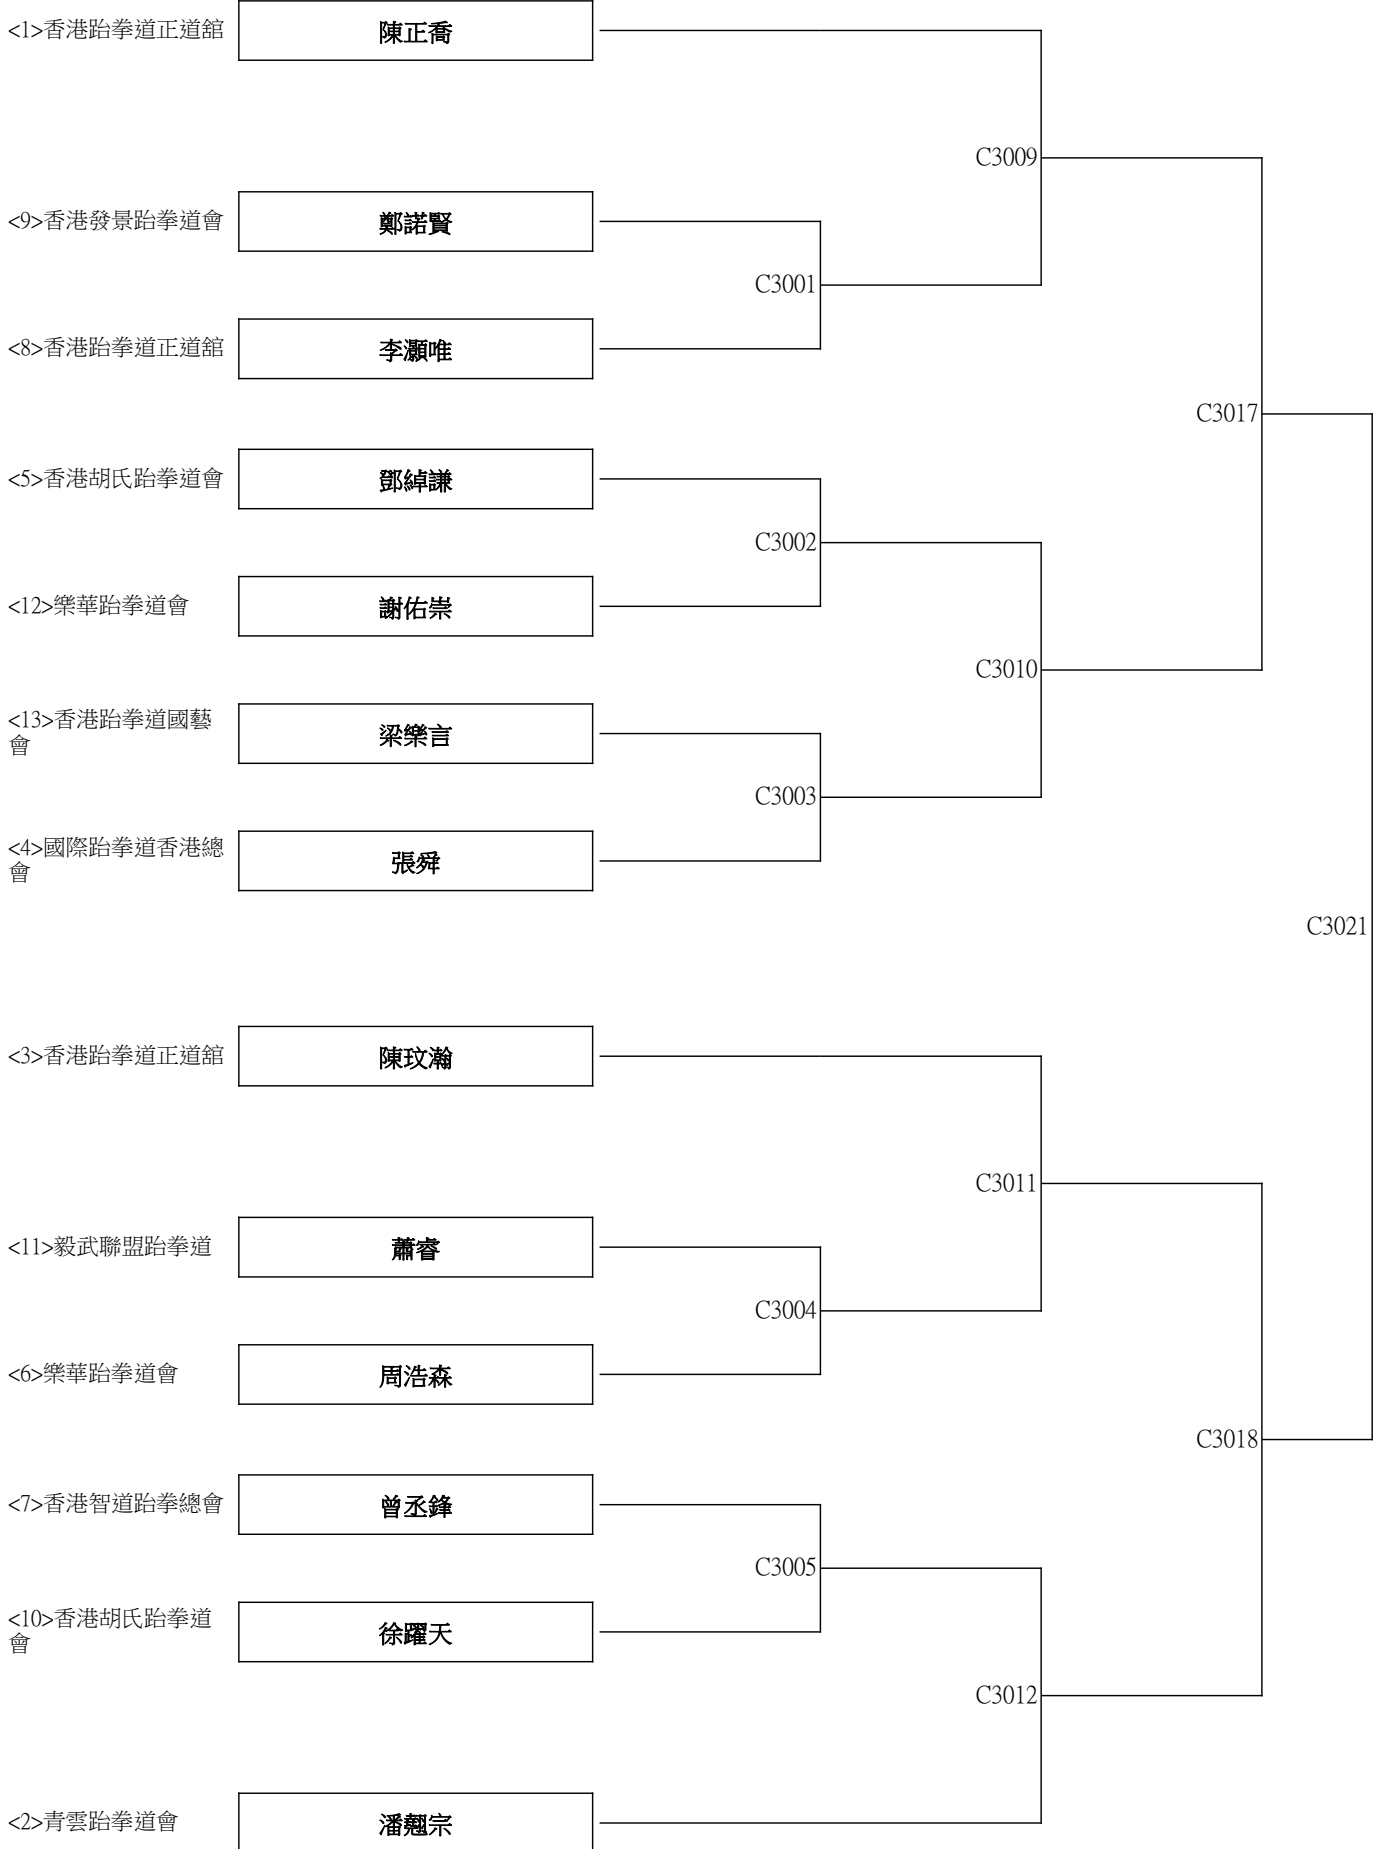 <1>香港跆拳道正道舘
陳正喬
C3009
<9>香港發景跆拳道會
鄭諾賢
C3001
<8>香港跆拳道正道舘
李灝唯
C3017
<5>香港胡氏跆拳道會
鄧綽謙
C3002
<12>樂華跆拳道會
謝佑崇
C3010
<13>香港跆拳道國藝
會
梁樂言
C3003
<4>國際跆拳道香港總
會
張舜
C3021
<3>香港跆拳道正道舘
陳玟瀚
C3011
<11>毅武聯盟跆拳道
蕭睿
C3004
<6>樂華跆拳道會
周浩森
C3018
<7>香港智道跆拳總會
曾丞鋒
C3005
<10>香港胡氏跆拳道
會
徐躍天
C3012
<2>青雲跆拳道會
潘翹宗